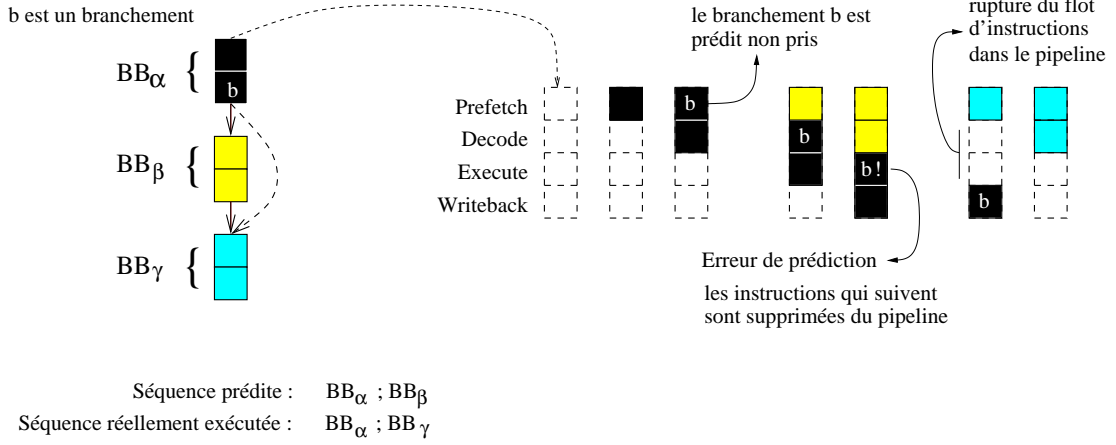 b est un branchement
BBα {
b
BBβ {
BBγ {
le branchement b est
prédit non pris
rupture du flot
d'instructions
dans le pipeline
Prefetch
Decode
Execute
Writeback
b
b
b!
b
Erreur de prédiction
les instructions qui suivent
sont supprimées du pipeline
Séquence prédite : BBα ; BBβ
Séquence réellement exécutée : BBα ; BBγ